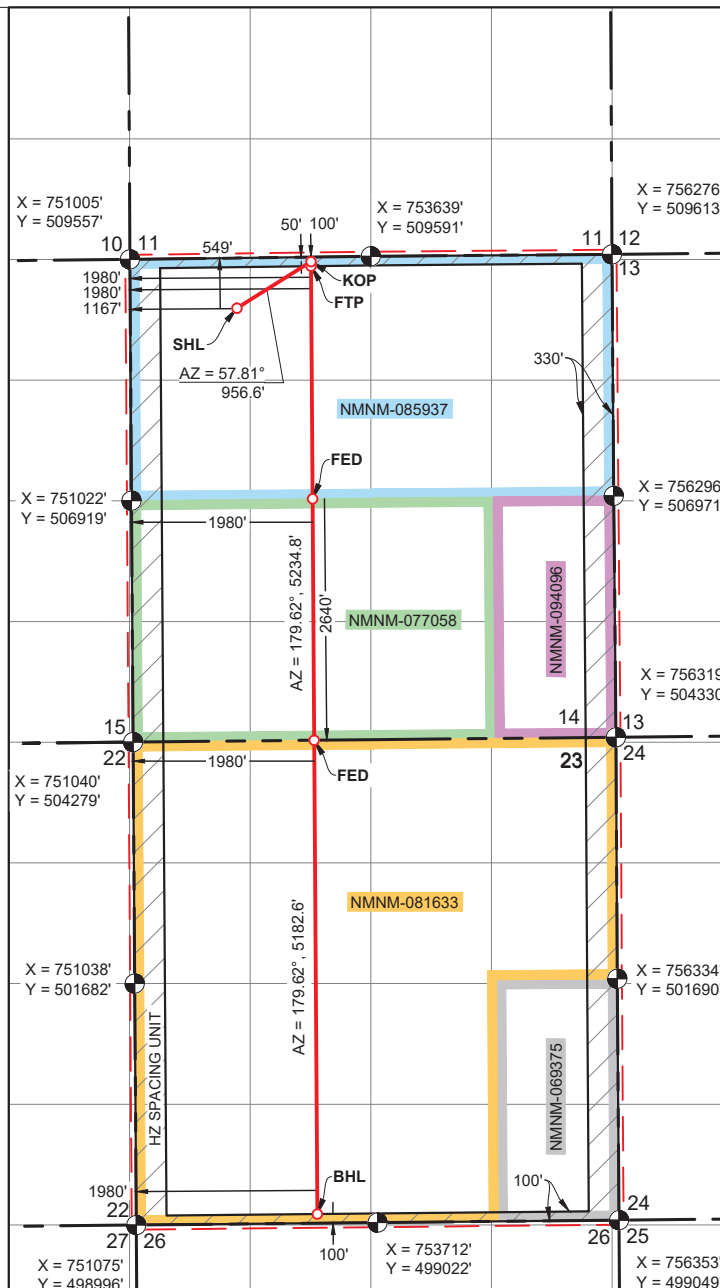 X = 751005'
Y = 509557'
X = 753639'
Y = 509591'
X = 756276
Y = 509613
50' 100'
549'
10 11
11 12
13
1980'
1980'
1167'
KOP
FTP
SHL
AZ = 57.81°
956.6'
330'
NMNM-085937
FED
X = 751022'
Y = 506919'
X = 756296
Y = 506971
1980'
AZ = 179.62°, 5234.8'
2640'
NMNM-077058
NMNM-094096
X = 756319
Y = 504330
15
14 13
22
23 24
1980'
FED
X = 751040'
Y = 504279'
NMNM-081633
AZ = 179.62°, 5182.6'
X = 751038'
Y = 501682'
X = 756334'
Y = 501690
HZ SPACING UNIT
NMNM-069375
BHL
1980'
100'
22
24
27 26
26 25
100'
X = 753712'
Y = 499022'
X = 751075'
Y = 498996'
X = 756353
Y = 499049